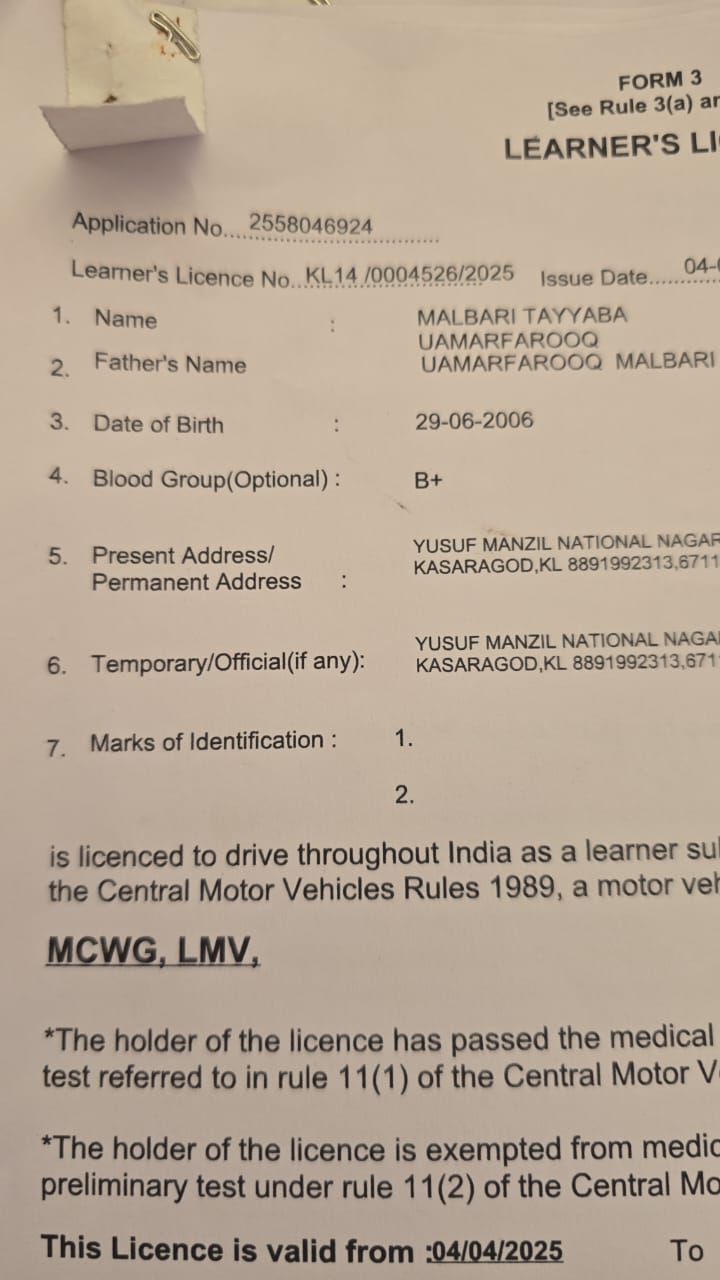 FORM 3
[See Rule 3(a) an
LEARNER'S LI
Application No.... 2558046924
Learner's Licence No.. KL14 /0004526/2025 Issue Date.... 04-
1. Name : MALBARI TAYYABA
UAMARFAROOQ
2. Father's Name UAMARFAROOQ MALBARI
3. Date of Birth : 29-06-2006
4. Blood Group(Optional) : B+
5. Present Address/ YUSUF MANZIL NATIONAL NAGAR
Permanent Address : KASARAGOD,KL 8891992313,6711
YUSUF MANZIL NATIONAL NAGA
6. Temporary/Official(if any): KASARAGOD,KL 8891992313,671
7. Marks of Identification : 1.
2.
is licenced to drive throughout India as a learner su
the Central Motor Vehicles Rules 1989, a motor veh
MCWG, LMV,
*The holder of the licence has passed the medical
test referred to in rule 11(1) of the Central Motor V
*The holder of the licence is exempted from medic
preliminary test under rule 11(2) of the Central Mo
This Licence is valid from :04/04/2025 To